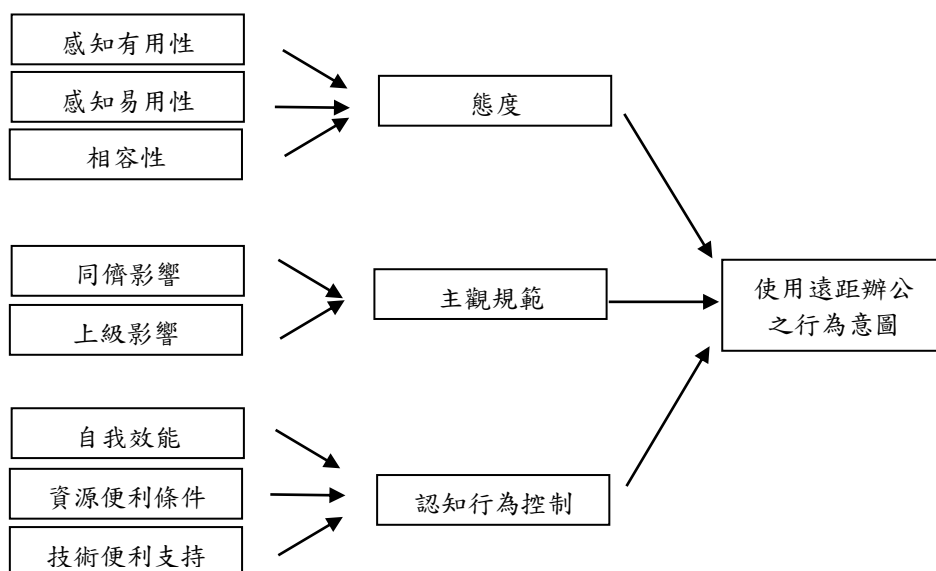 感知有用性
感知易用性
相容性
態度
同儕影響
上級影響
主觀規範
使用遠距辦公
之行為意圖
自我效能
資源便利條件
技術便利支持
認知行為控制